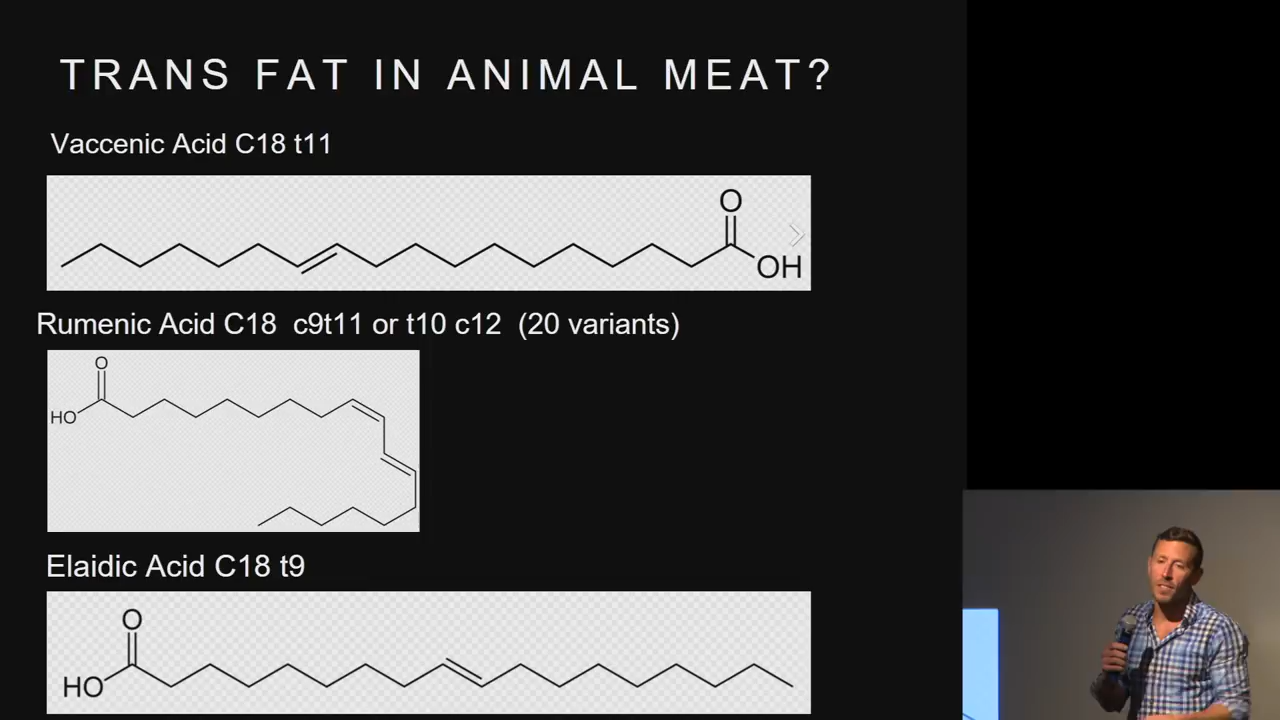 TRANS FAT IN ANIMAL MEAT?
Vaccenic Acid C18 t11
O
OH
Rumenic Acid C18 c9t11 or t10 c12 (20 variants)
O
HO
Elaidic Acid C18 t9
O
HO